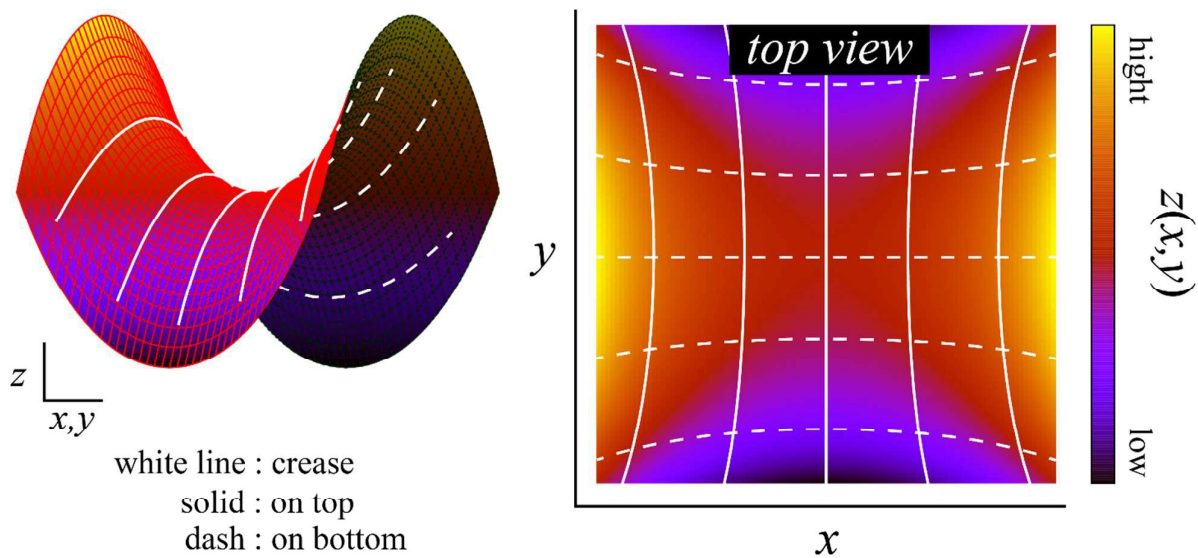 z
x,y
white line : crease
solid : on top
dash : on bottom
top view
y
x
hight
low
z(x,y)